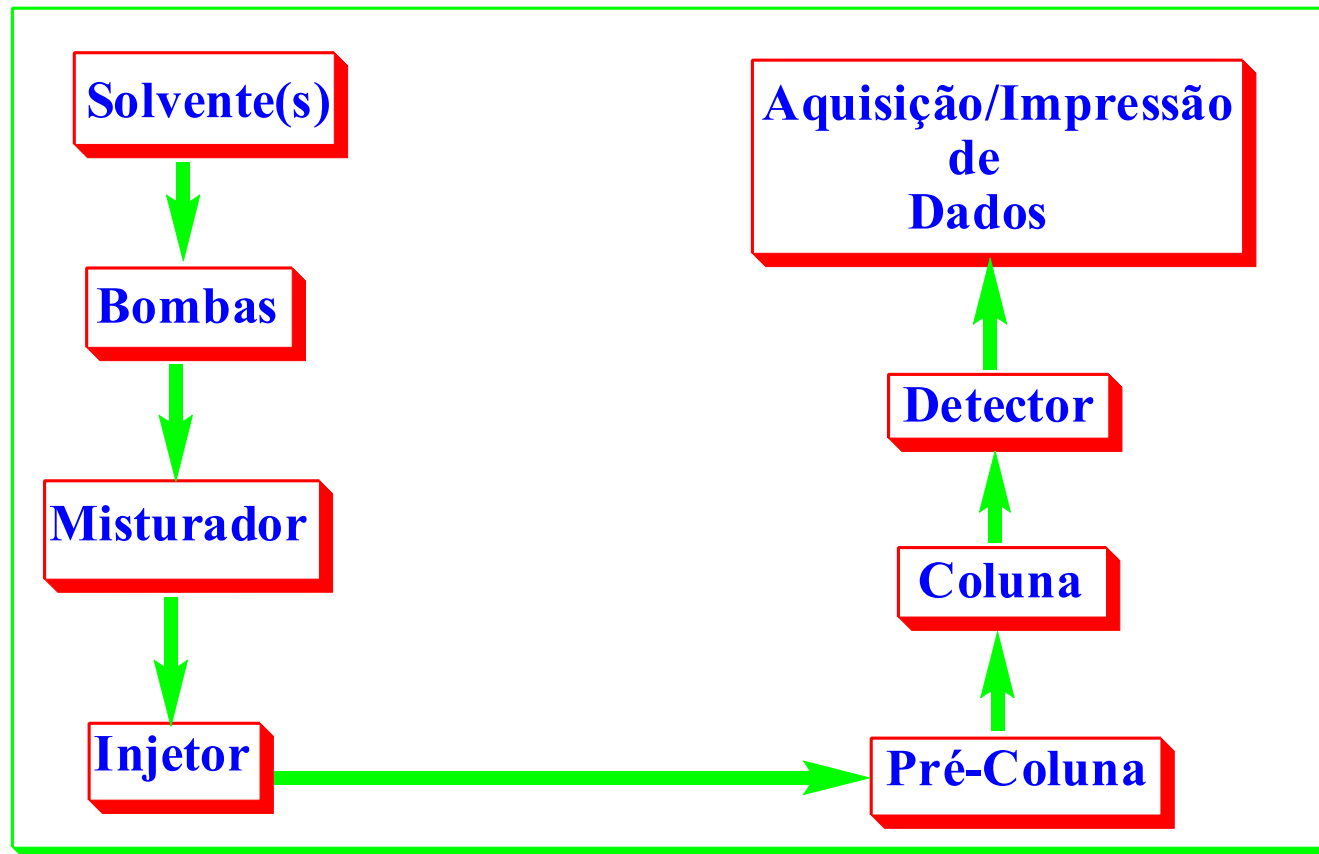 Solvente(s)
Bombas
Misturador
Injetor
Pré-Coluna
Coluna
Detector
Aquisição/Impressão
de
Dados